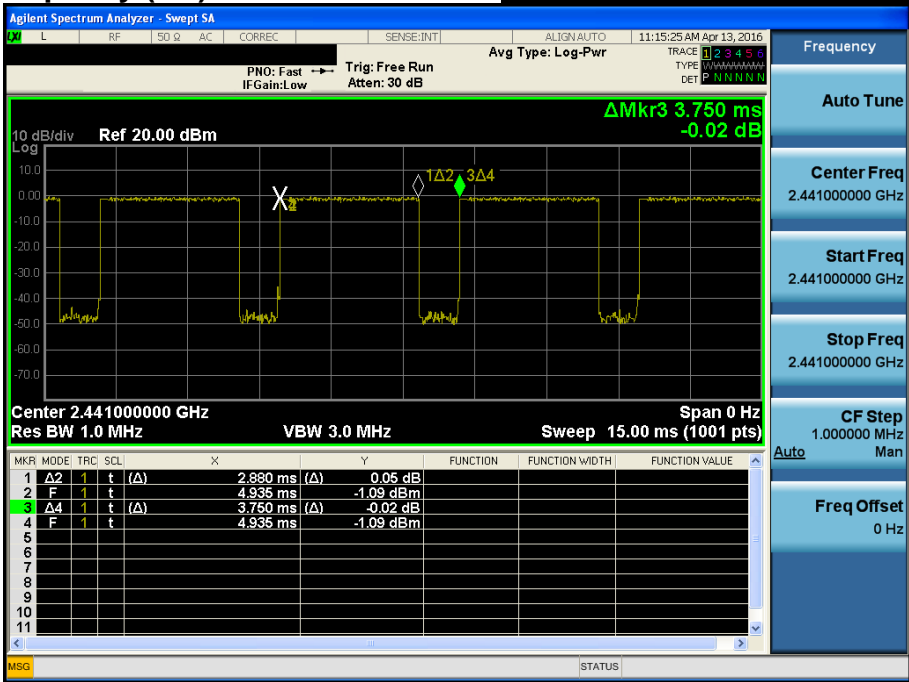 Agilent Spectrum Analyzer - Swept SA
LXI L RF 50 Ω AC CORREC SENSE:INT ALIGNAUTO 11:15:25 AM Apr 13, 2016
Frequency
PNO: Fast
IFGain:Low
Trig: Free Run
Atten: 30 dB
Avg Type: Log-Pwr
TRACE 1 2 3 4 5 6
TYPE
DET P N N N N N
Auto Tune
ΔMkr3 3.750 ms
-0.02 dB
10 dB/div Ref 20.00 dBm
Log
10.0
0.00
-10.0
-20.0
-30.0
-40.0
-50.0
-60.0
-70.0
1Δ2 3Δ4
Center Freq
2.441000000 GHz
Start Freq
2.441000000 GHz
Stop Freq
2.441000000 GHz
Center 2.441000000 GHz Span 0 Hz
Res BW 1.0 MHz VBW 3.0 MHz Sweep 15.00 ms (1001 pts)
CF Step
1.000000 MHz
Auto Man
MKR MODE TRC SCL X Y FUNCTION FUNCTION WIDTH FUNCTION VALUE
1 Δ2 1 t (Δ) 2.880 ms (Δ) 0.05 dB
2 F 1 t 4.935 ms -1.09 dBm
3 Δ4 1 t (Δ) 3.750 ms (Δ) -0.02 dB
4 F 1 t 4.935 ms -1.09 dBm
5
6
7
8
9
10
11
Freq Offset
0 Hz
MSG STATUS